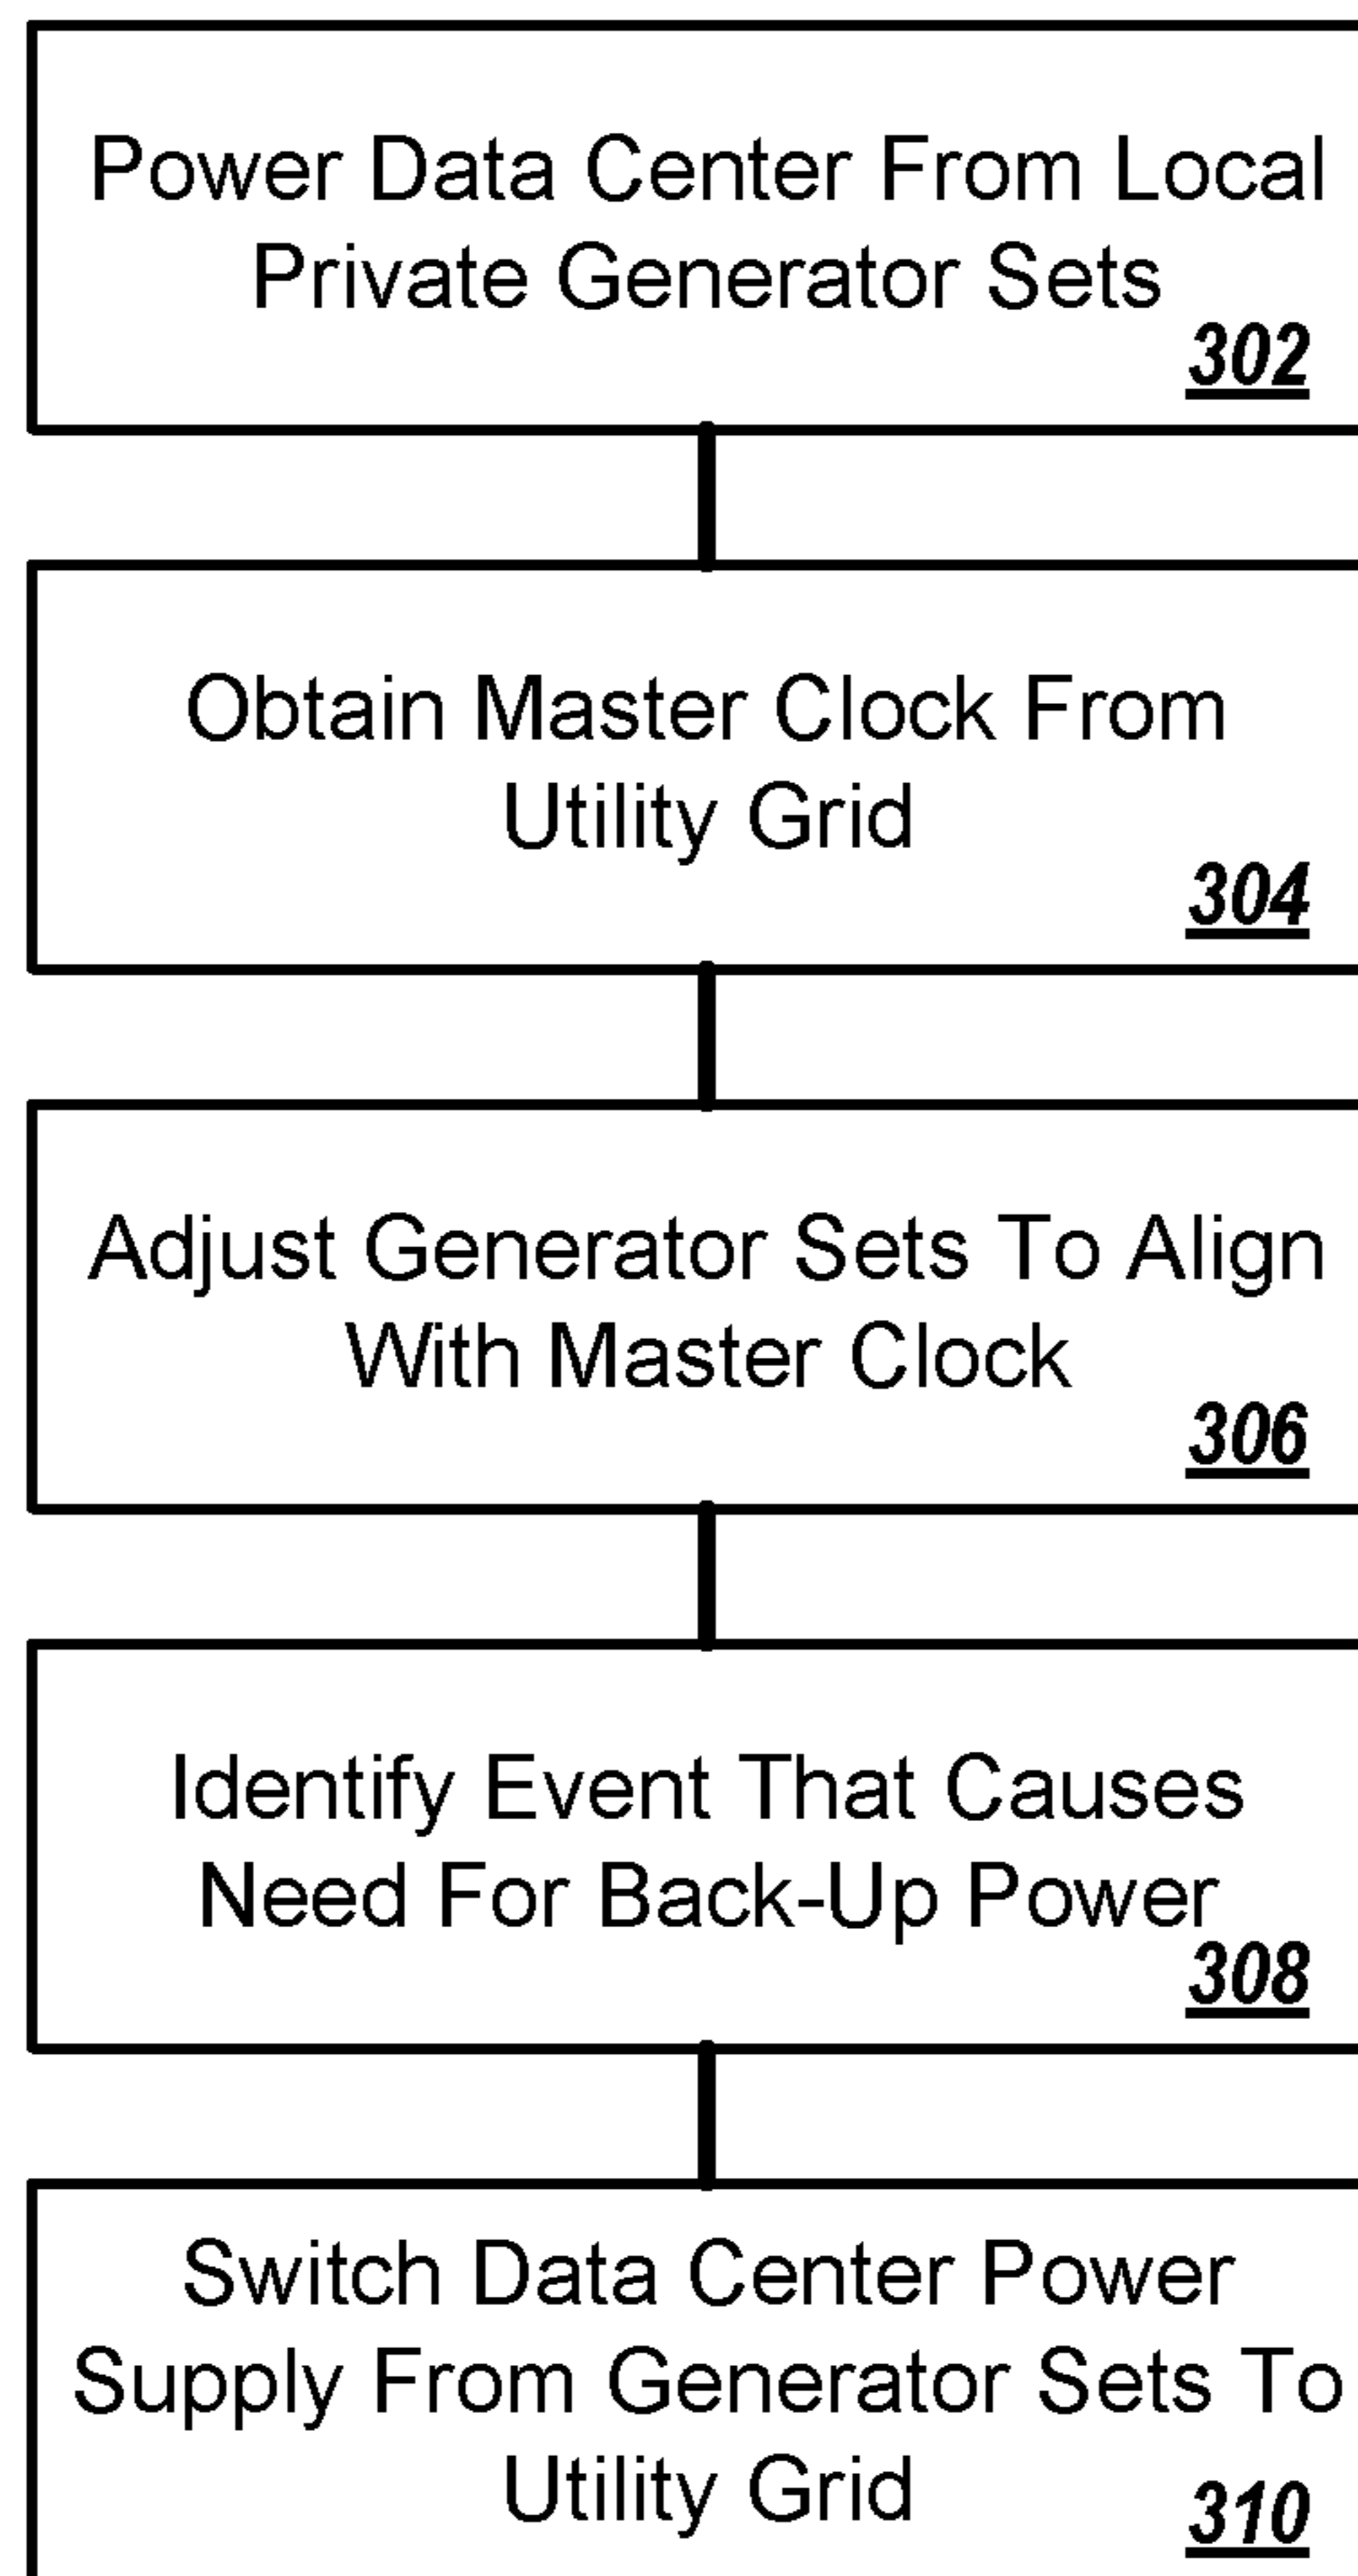 Power Data Center From Local
Private Generator Sets
302
Obtain Master Clock From
Utility Grid
304
Adjust Generator Sets To Align
With Master Clock
306
Identify Event That Causes
Need For Back-Up Power
308
Switch Data Center Power
Supply From Generator Sets To
Utility Grid
310